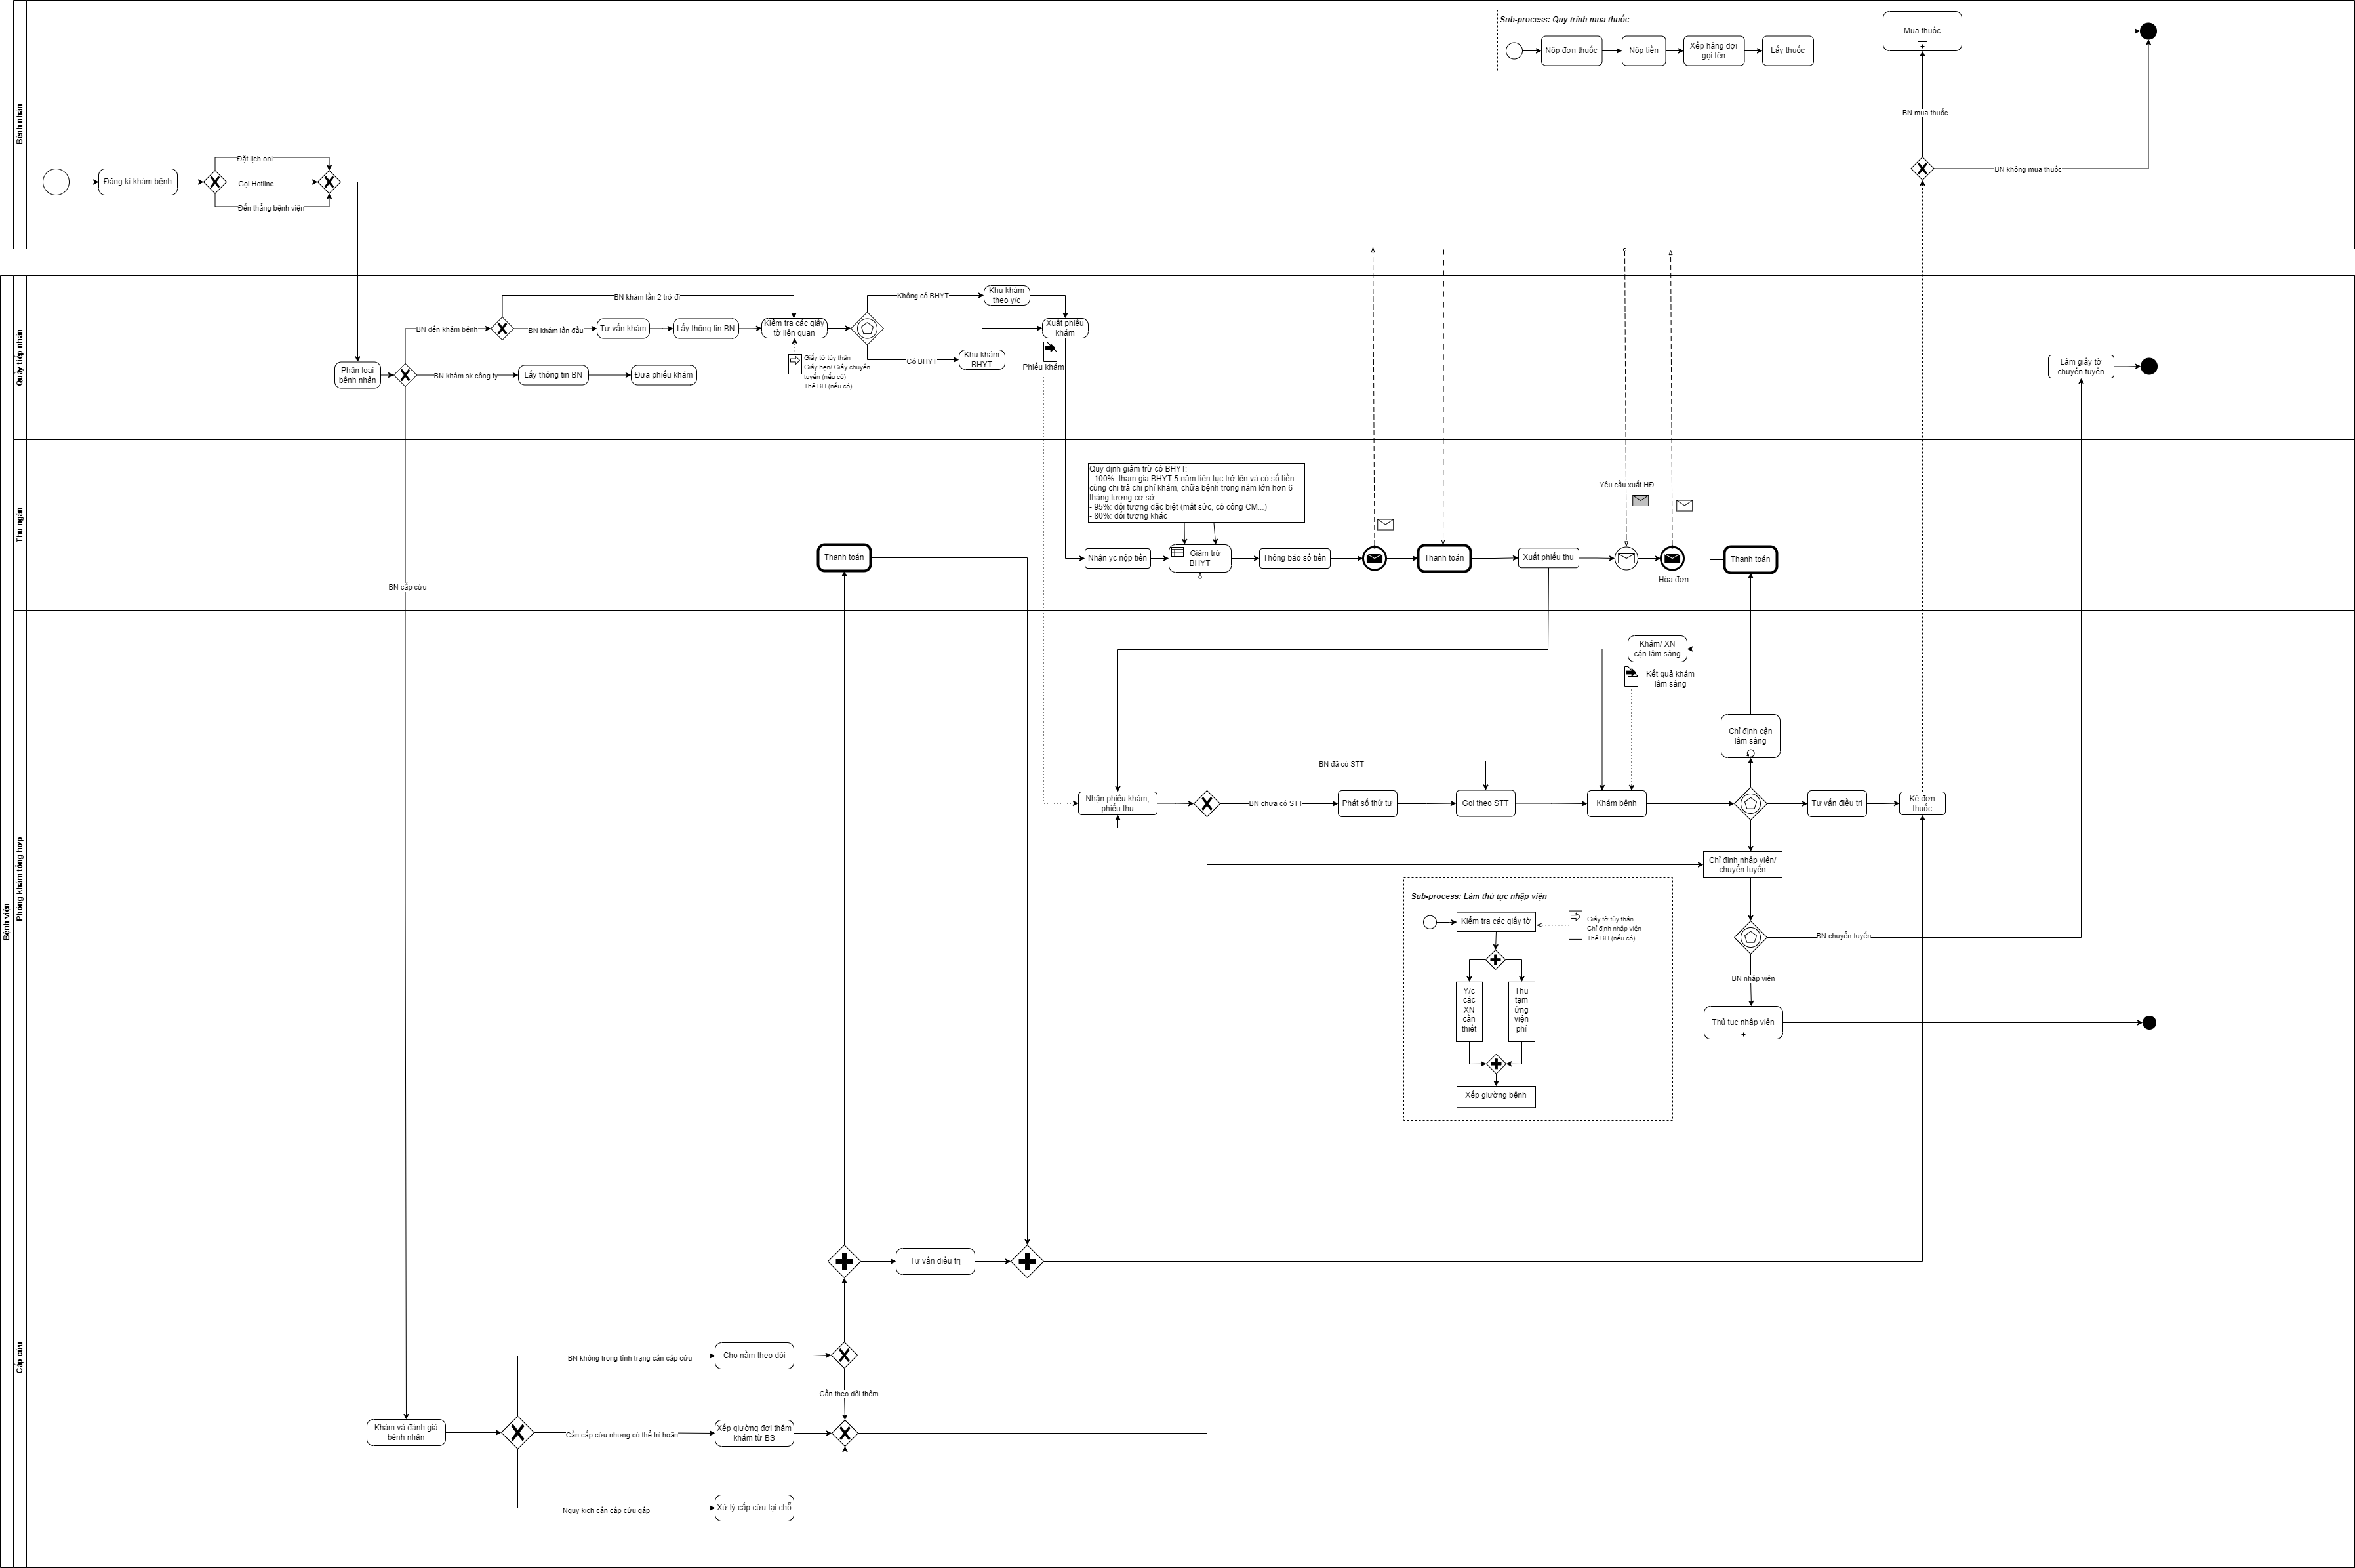 Sub-process: Quy trình mua thuốc
Nộp đơn thuốc
Nộp tiền
Xếp hàng đợi
gọi tên
Lấy thuốc
Mua thuốc
BN mua thuốc
BN không mua thuốc
Bệnh nhân
Đăng kí khám bệnh
Đặt lịch onl
Gọi Hotline
Đến thẳng bệnh viện
Bệnh viện
Quầy tiếp nhận
Phân loại
bệnh nhân
BN đến khám bệnh
BN khám sk công ty
BN khám lần 2 trở đi
BN khám lần đầu
Tư vấn khám
Lấy thông tin BN
Kiểm tra các giấy
tờ liên quan
Giấy tờ tùy thân
Giấy hẹn/ Giấy chuyển
tuyến (nếu có)
Thẻ BH (nếu có)
Không có BHYT
Có BHYT
Khu khám
theo y/c
Khu khám
BHYT
Xuất phiếu
khám
Phiếu khám
Lấy thông tin BN
Đưa phiếu khám
Làm giấy tờ
chuyển tuyến
Thu ngân
BN cấp cứu
Thanh toán
Quy định giảm trừ có BHYT:
- 100%: tham gia BHYT 5 năm liên tục trở lên và có số tiền
cùng chi trả chi phí khám, chữa bệnh trong năm lớn hơn 6
tháng lương cơ sở
- 95%: đối tượng đặc biệt (mất sức, có công CM...)
- 80%: đối tượng khác
Nhận yc nộp tiền
Giảm trừ
BHYT
Thông báo số tiền
Thanh toán
Xuất phiếu thu
Yêu cầu xuất HĐ
Hóa đơn
Thanh toán
Phòng khám tổng hợp
Khám/ XN
cận lâm sàng
Kết quả khám
lâm sàng
Chỉ định cận
lâm sàng
Nhận phiếu khám,
phiếu thu
BN đã có STT
BN chưa có STT
Phát số thứ tự
Gọi theo STT
Khám bệnh
Tư vấn điều trị
Kê đơn
thuốc
Chỉ định nhập viện/
chuyển tuyến
BN chuyển tuyến
BN nhập viện
Thủ tục nhập viện
Sub-process: Làm thủ tục nhập viện
Kiểm tra các giấy tờ
Giấy tờ tùy thân
Chỉ định nhập viện
Thẻ BH (nếu có)
Y/c
các
XN
cần
thiết
Thu
tạm
ứng
viện
phí
Xếp giường bệnh
Cấp cứu
Tư vấn điều trị
Khám và đánh giá
bệnh nhân
BN không trong tình trạng cần cấp cứu
Cho nằm theo dõi
Cần theo dõi thêm
Cần cấp cứu nhưng có thể trì hoãn
Xếp giường đợi thăm
khám từ BS
Nguy kịch cần cấp cứu gấp
Xử lý cấp cứu tại chỗ